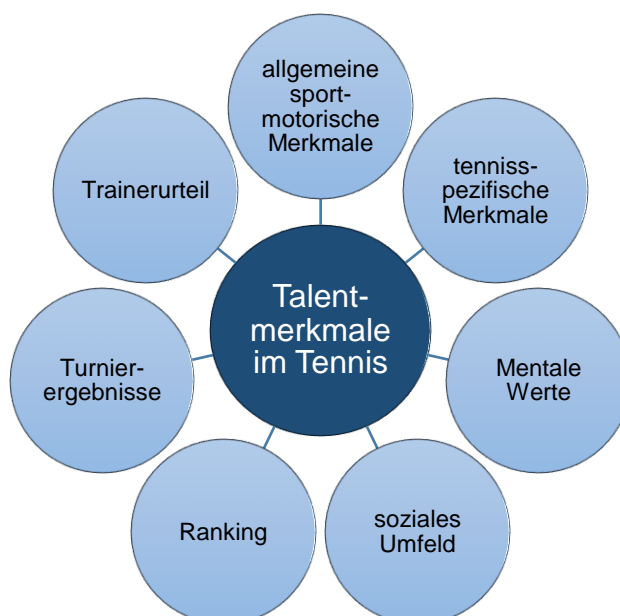 allgemeine
sport-
motorische
Merkmale
tenniss-
pezifische
Merkmale
Mentale
Werte
soziales
Umfeld
Ranking
Turnier-
ergebnisse
Trainerurteil
Talent-
merkmale
im Tennis